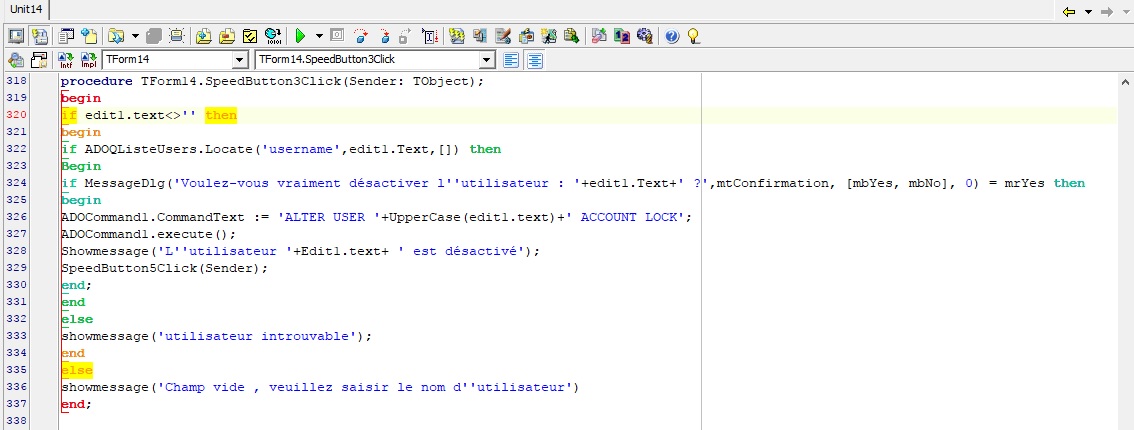 Unit14
TForm14
TForm14.SpeedButton3Click
318 procedure TForm14.SpeedButton3Click(Sender: TObject);
319 begin
320 if edit1.text<>'' then
321 begin
322 if ADOQListeUsers.Locate('username',edit1.Text,[]) then
323 Begin
324 if MessageDlg('Voulez-vous vraiment désactiver l''utilisateur : '+edit1.Text+' ?',mtConfirmation, [mbYes, mbNo], 0) = mrYes then
325 begin
326 ADOCommand1.CommandText := 'ALTER USER '+UpperCase(edit1.text)+' ACCOUNT LOCK';
327 ADOCommand1.execute();
328 Showmessage('L''utilisateur '+Edit1.text+ ' est désactivé');
329 SpeedButton5Click(Sender);
330 end;
331 end
332 else
333 showmessage('utilisateur introuvable');
334 end
335 else
336 showmessage('Champ vide , veuillez saisir le nom d''utilisateur')
337 end;
338